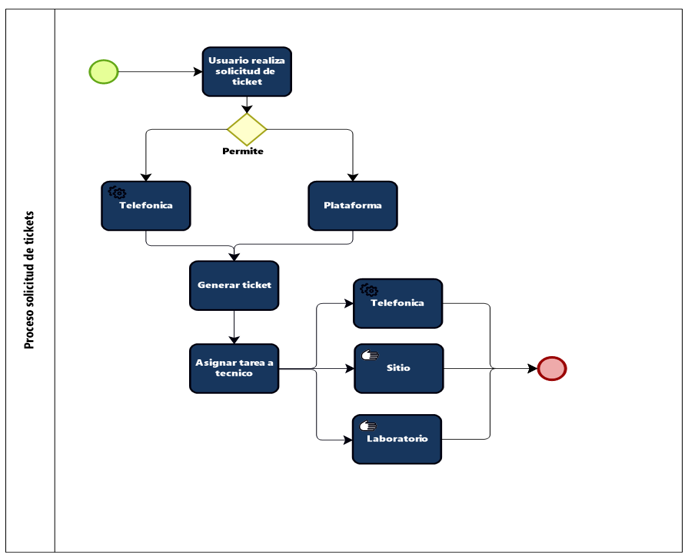 Proceso solicitud de tickets
Usuario realiza
solicitud de
ticket
Permite
Telefonica
Plataforma
Generar ticket
Telefonica
Asignar tarea a
tecnico
Sitio
Laboratorio